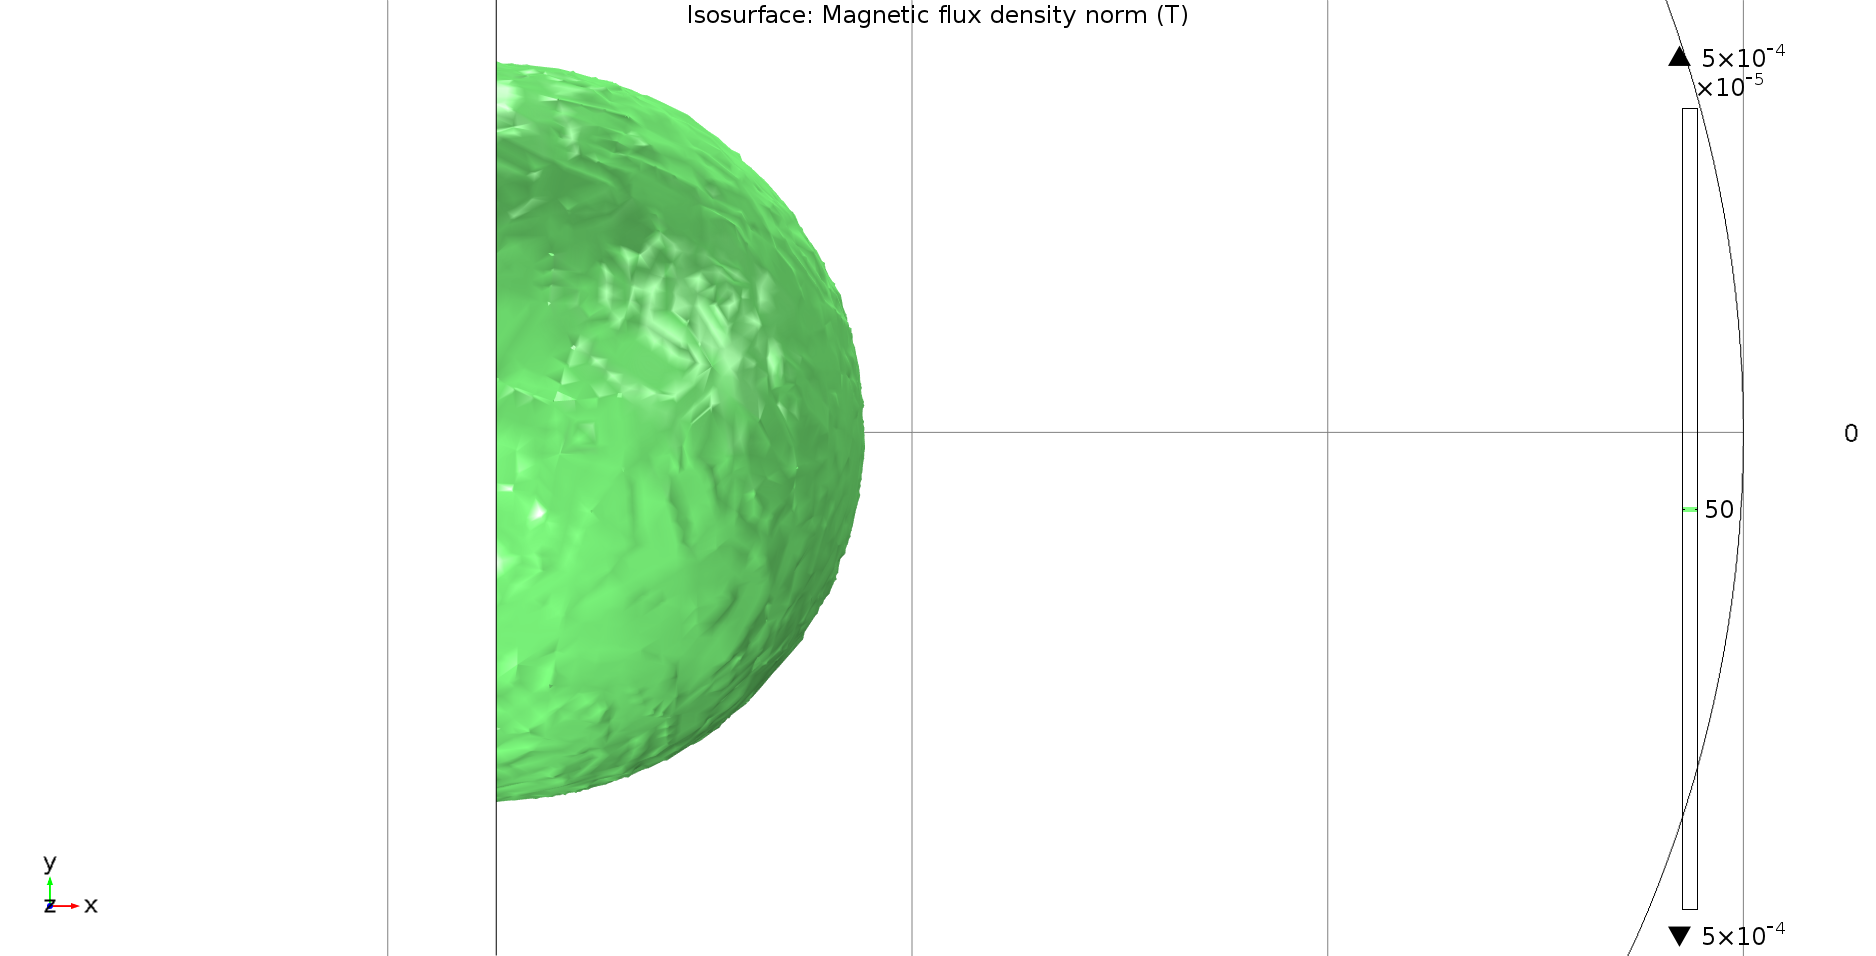 Isosurface: Magnetic flux density norm (T)
▲ 5×10⁻⁴
×10⁻⁵
0
50
y
z x
▼ 5×10⁻⁴